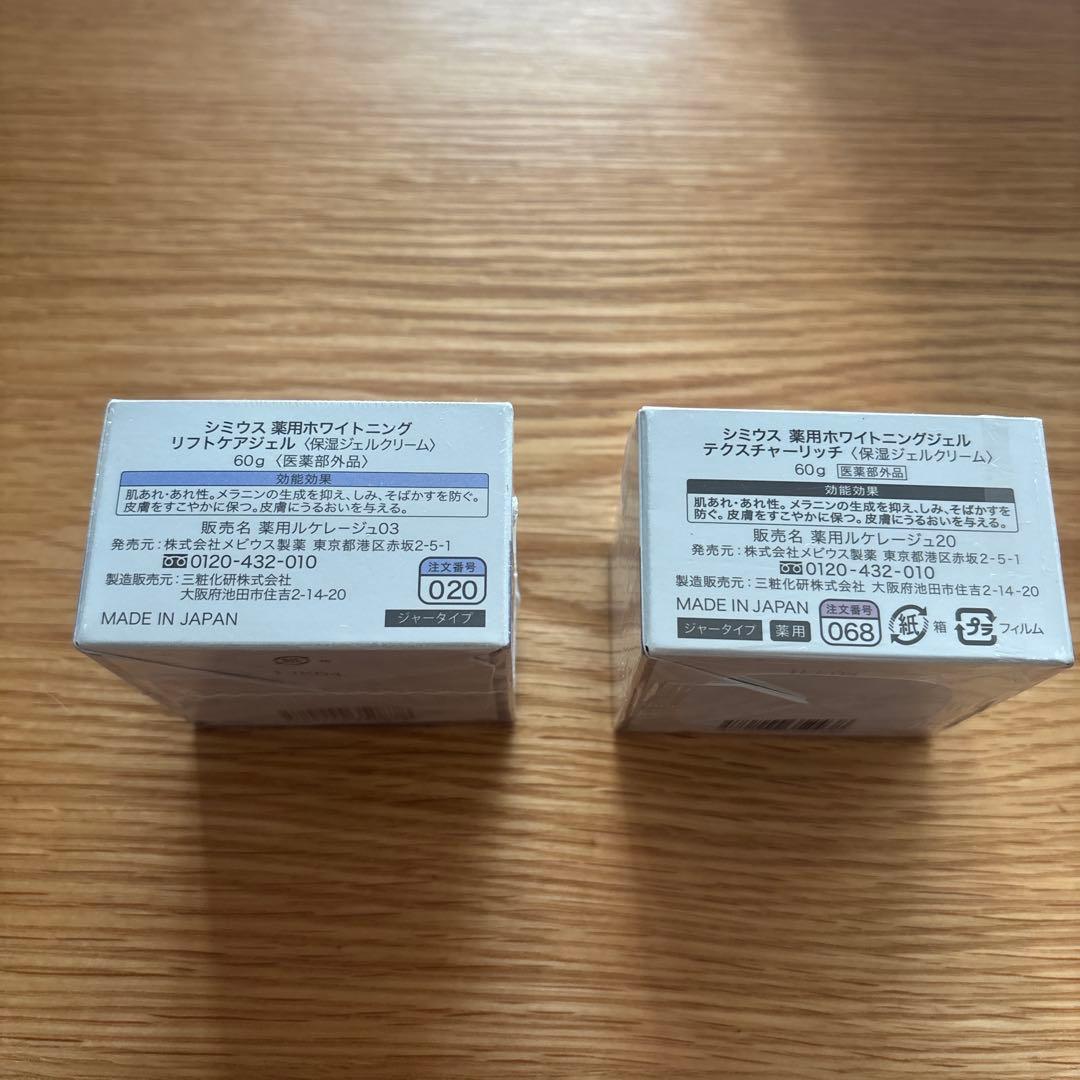 シミウス 薬用ホワイトニング
リフトケアジェル〈保湿ジェルクリーム〉
60g〈医薬部外品〉
効能効果
肌あれ・あれ性。メラニンの生成を抑え、しみ、そばかすを防ぐ。
皮膚をすこやかに保つ。皮膚にうるおいを与える。
販売名 薬用ルケレージュ03
発売元:株式会社メビウス製薬 東京都港区赤坂2-5-1
0120-432-010
製造販売元:三粧化研株式会社
大阪府池田市住吉2-14-20
注文番号
020
MADE IN JAPAN
ジャータイプ
シミウス 薬用ホワイトニングジェル
テクスチャーリッチ〈保湿ジェルクリーム〉
60g 医薬部外品
効能効果
肌あれ・あれ性。メラニンの生成を抑え、しみ、そばかすを
防ぐ。皮膚をすこやかに保つ。皮膚にうるおいを与える。
販売名 薬用ルケレージュ20
発売元:株式会社メビウス製薬 東京都港区赤坂2-5-1
0120-432-010
製造販売元:三粧化研株式会社 大阪府池田市住吉2-14-20
MADE IN JAPAN
ジャータイプ 薬用
注文番号
068
紙 箱 プラ フィルム